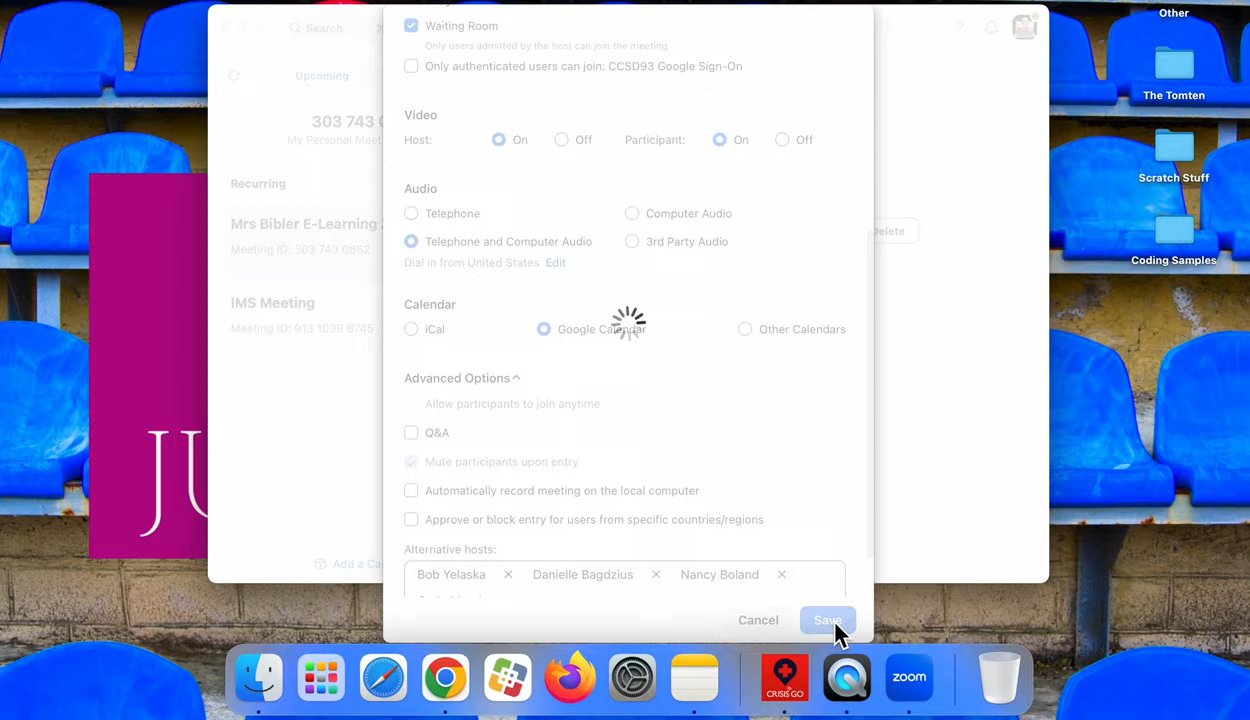 Search
Upcoming
303 743 0
My Personal Meet
Recurring
Mrs Bibler E-Learning
Meeting ID: 303 743 0862
IMS Meeting
Meeting ID: 913 1038 6745
Add a Ca
Waiting Room
Only users admitted by the host can join the meeting
Only authenticated users can join: CCSD93 Google Sign-On
Video
Host: On Off Participant: On Off
Audio
Telephone Computer Audio
Telephone and Computer Audio 3rd Party Audio
Dial in from United States Edit
Calendar
iCal Google Calendar Other Calendars
Advanced Options
Allow participants to join anytime
Q&A
Mute participants upon entry
Automatically record meeting on the local computer
Approve or block entry for users from specific countries/regions
Alternative hosts:
Bob Yelaska Danielle Bagdzius Nancy Boland
Cancel Save
Delete
JU
Other
The Tomten
Scratch Stuff
Coding Samples
CRISIS GO
zoom